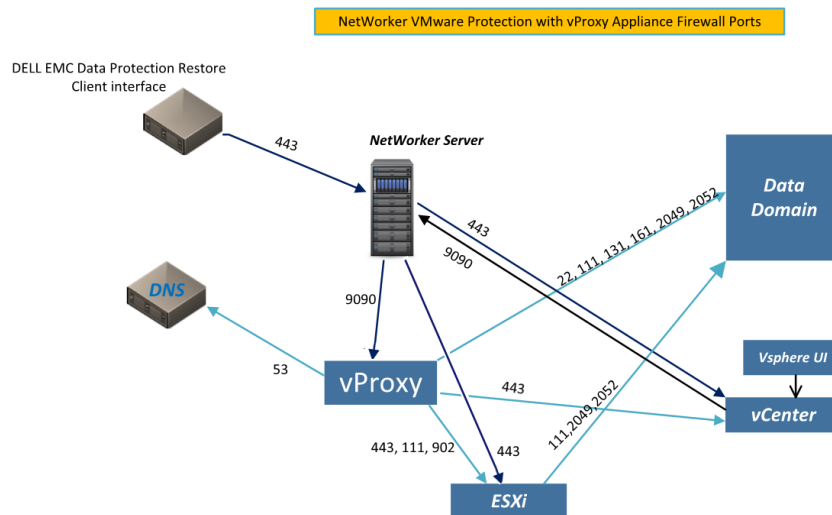 NetWorker VMware Protection with vProxy Appliance Firewall Ports
DELL EMC Data Protection Restore
Client interface
443
NetWorker Server
Data
Domain
22, 111, 131, 161, 2049, 2052
443
9090
DNS
9090
53
vProxy
443
Vsphere UI
vCenter
111,2049,2052
443, 111, 902
443
ESXi